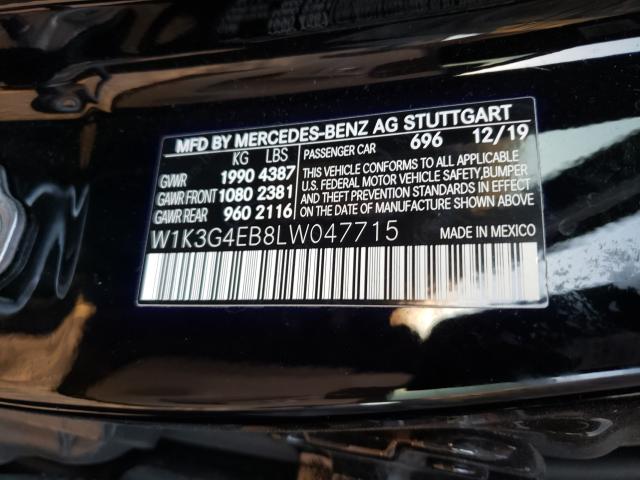 MFD BY MERCEDES-BENZ AG STUTTGART
KG LBS
GVWR 1990 4387
GAWR FRONT 1080 2381
GAWR REAR 960 2116
PASSENGER CAR 696 12/19
THIS VEHICLE CONFORMS TO ALL APPLICABLE
U.S. FEDERAL MOTOR VEHICLE SAFETY,BUMPER
AND THEFT PREVENTION STANDARDS IN EFFECT
ON THE DATE OF MANUFACTURE SHOWN ABOVE
W1K3G4EB8LW047715
MADE IN MEXICO